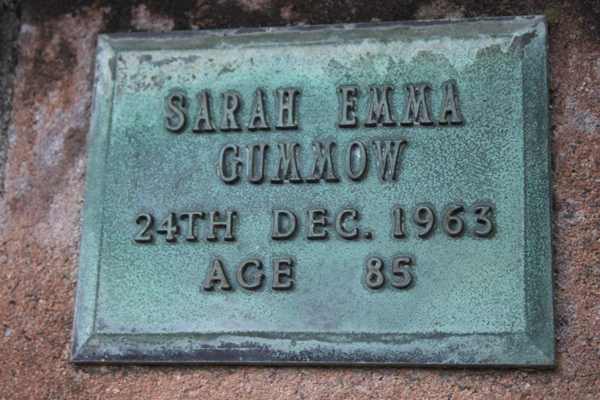 SARAH EMMA
GUMMOW
24TH DEC. 1963
AGE 85